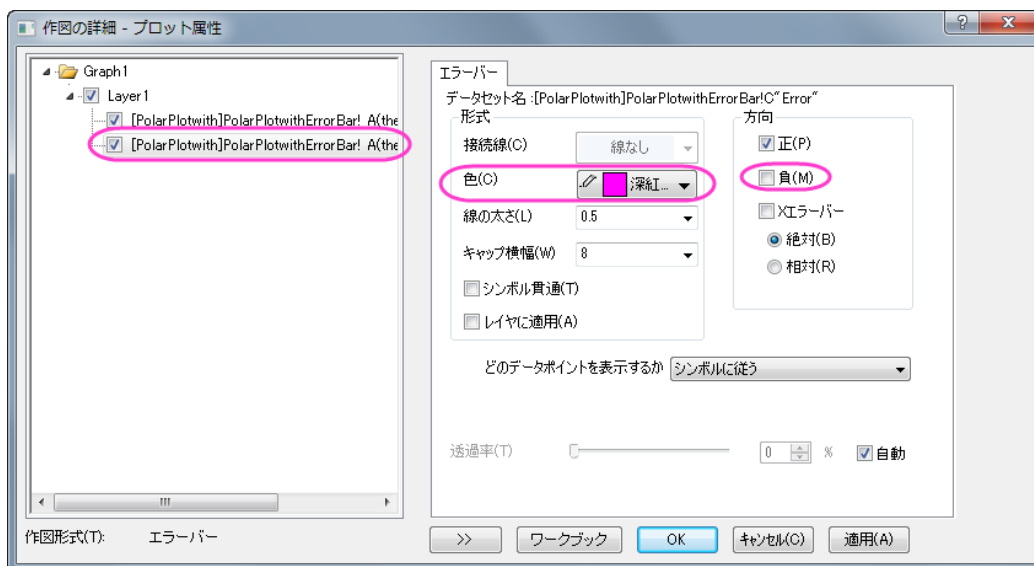 作図の詳細 - プロット属性
Graph1
Layer1
[PolarPlotwith]PolarPlotwithErrorBar! A(the
[PolarPlotwith]PolarPlotwithErrorBar! A(the
作図形式(T): エラーバー
エラーバー
データセット名 :[PolarPlotwith]PolarPlotwithErrorBar!C"Error"
形式
接続線(C) 線なし
色(C) 深紅...
線の太さ(L) 0.5
キャップ横幅(W) 8
シンボル貫通(T)
レイヤに適用(A)
方向
正(P)
負(M)
Xエラーバー
絶対(B)
相対(R)
どのデータポイントを表示するか シンボルに従う
透過率(T) 0 % 自動
>> ワークブック OK キャンセル(C) 適用(A)